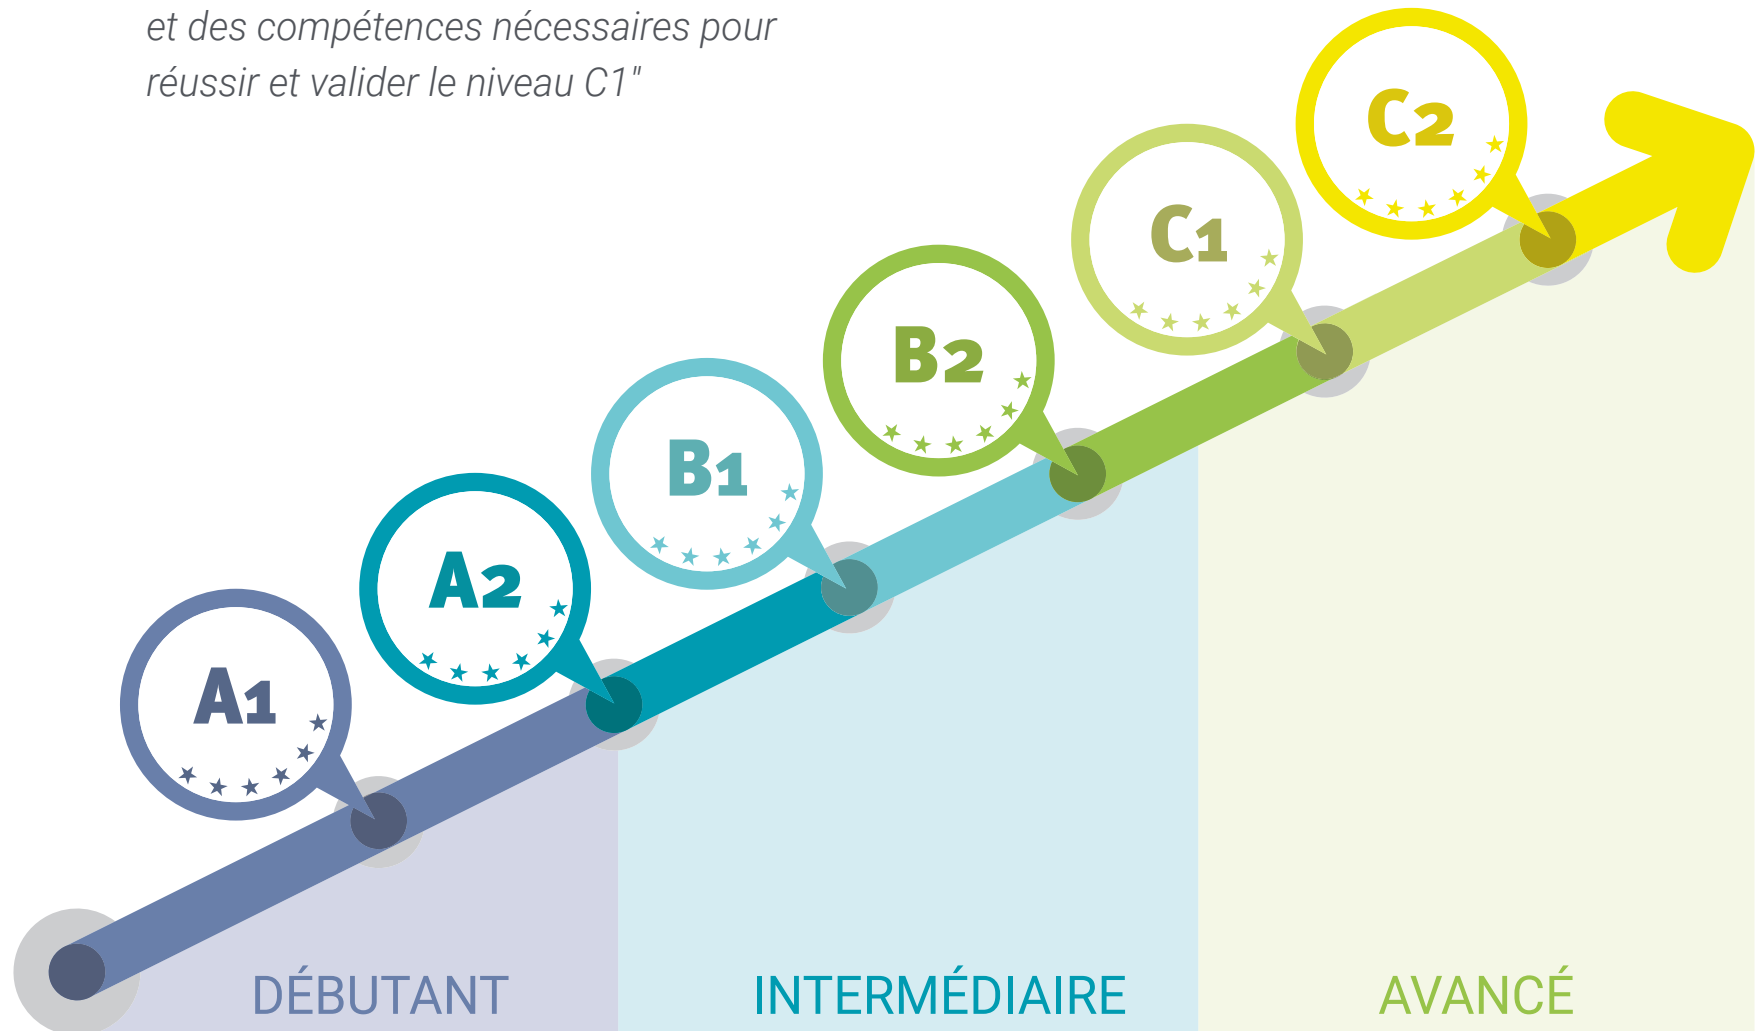 et des compétences nécessaires pour
réussir et valider le niveau C1"
C2
C1
B2
B1
A2
A1
DÉBUTANT
INTERMÉDIAIRE
AVANCÉ